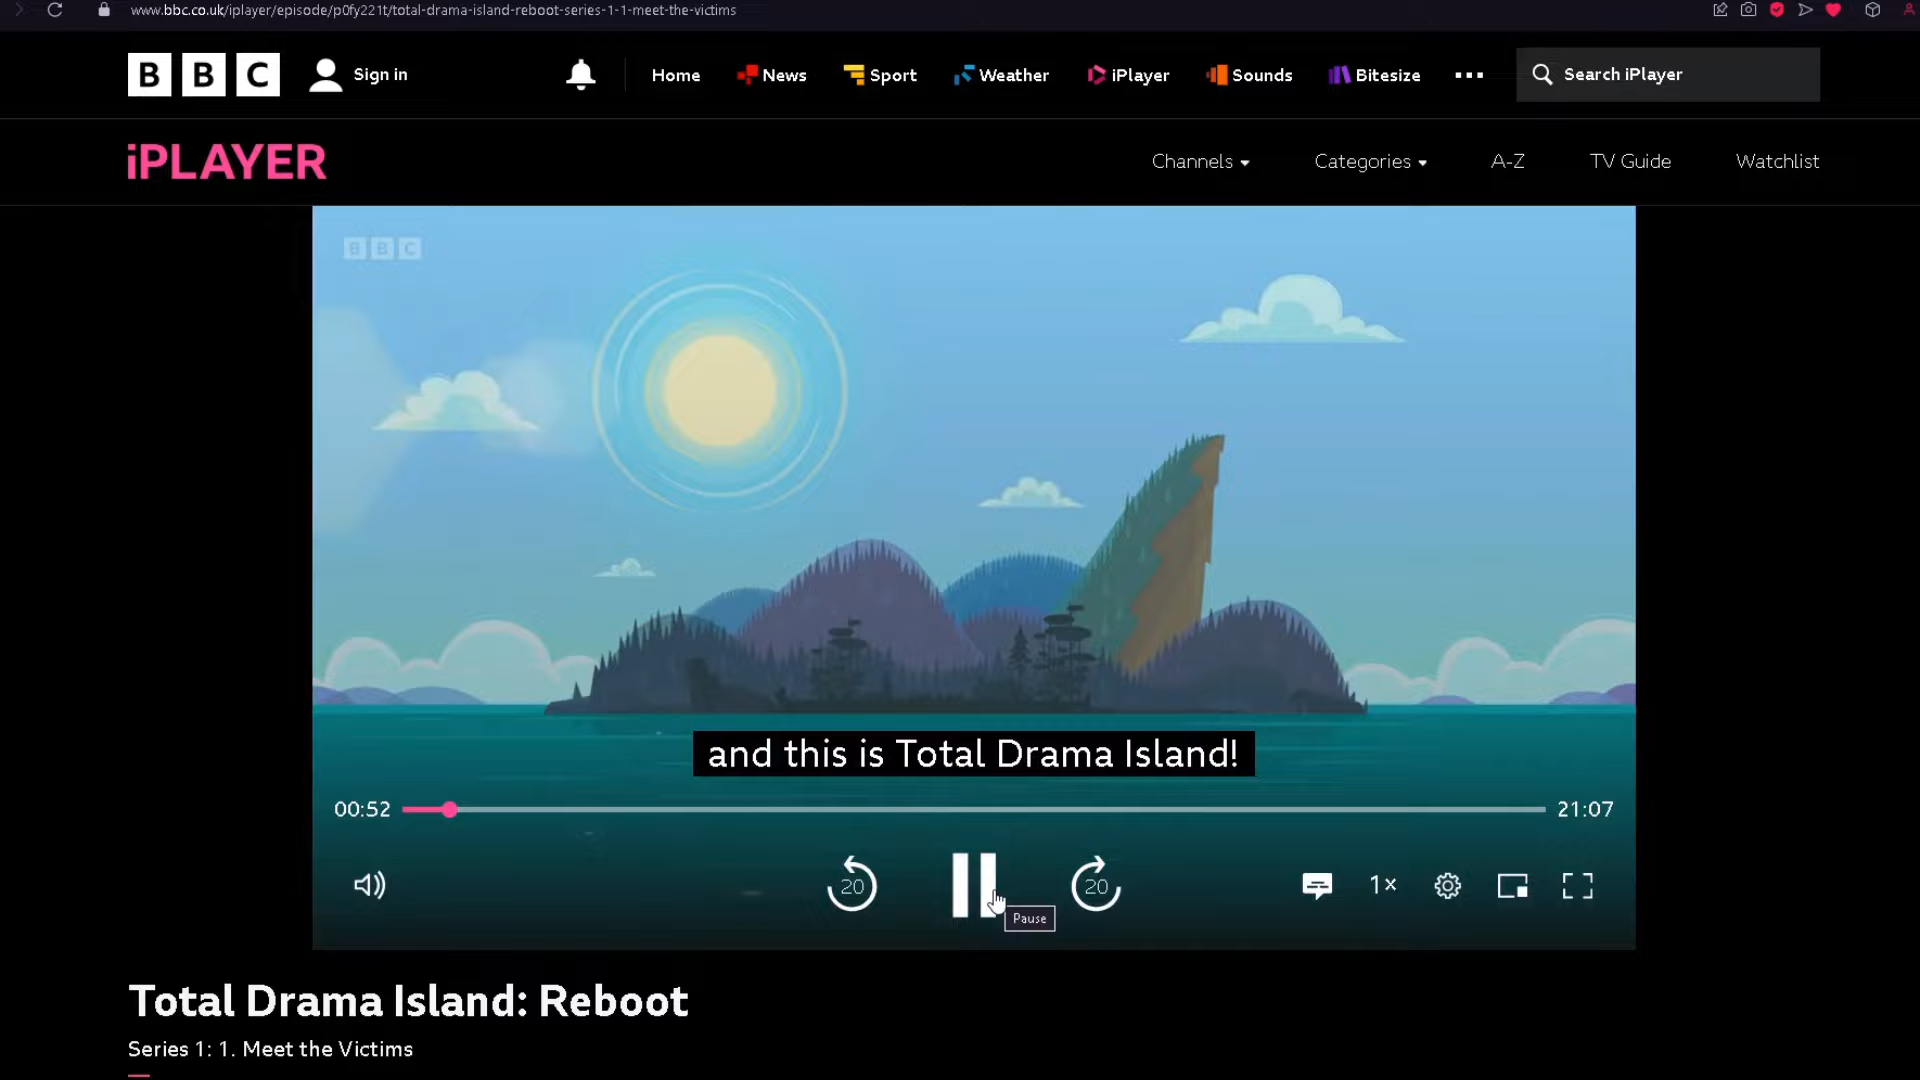 www.bbc.co.uk/iplayer/episode/p0fy221t/total-drama-island-reboot-series-1-1-meet-the-victims
BBC Sign in Home News Sport Weather iPlayer Sounds Bitesize Search iPlayer
iPLAYER Channels Categories A-Z TV Guide Watchlist
BBC
and this is Total Drama Island!
00:52 21:07
20 20 1×
Pause
Total Drama Island: Reboot
Series 1: 1. Meet the Victims